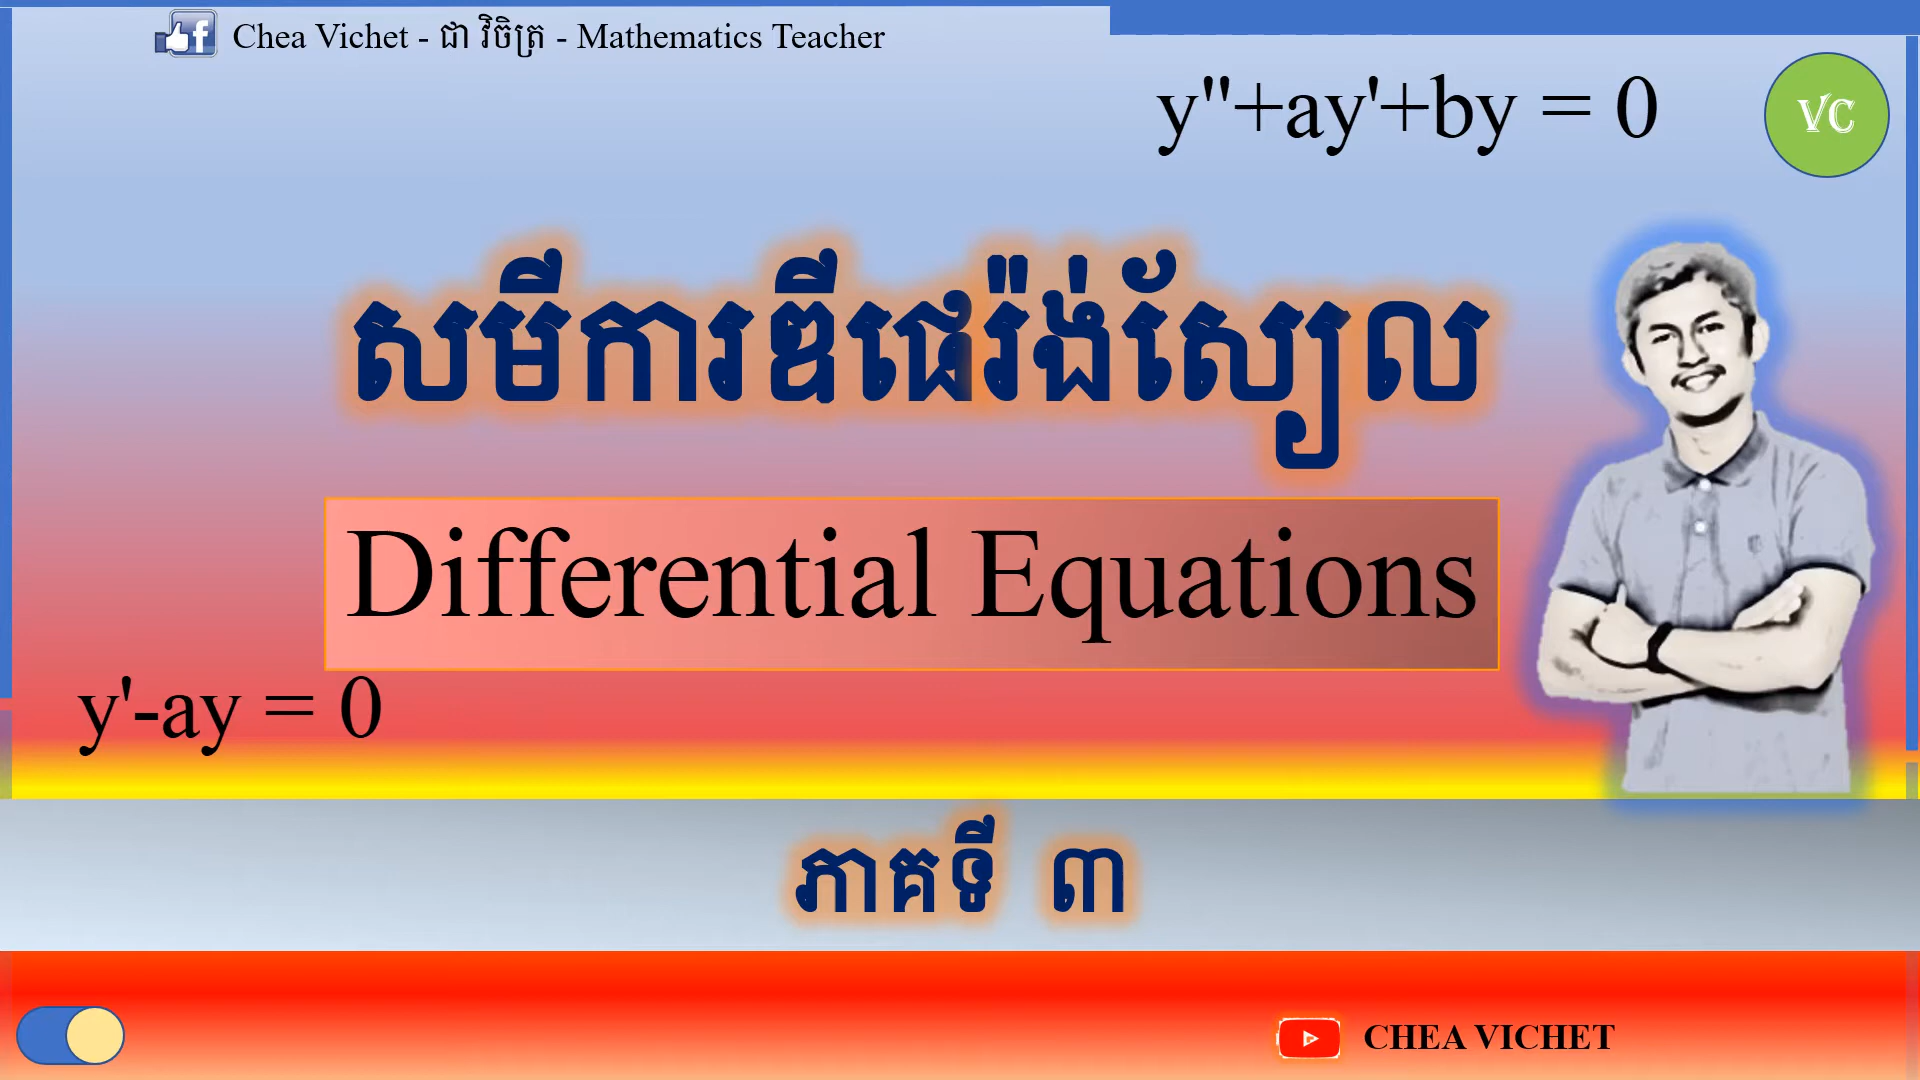 Chea Vichet - ជា វិចិត្រ - Mathematics Teacher
y"+ay'+by = 0
VC
សមីការឌីផេរ៉ង់ស្យែល
Differential Equations
y'-ay = 0
ភាគទី ៣
CHEA VICHET